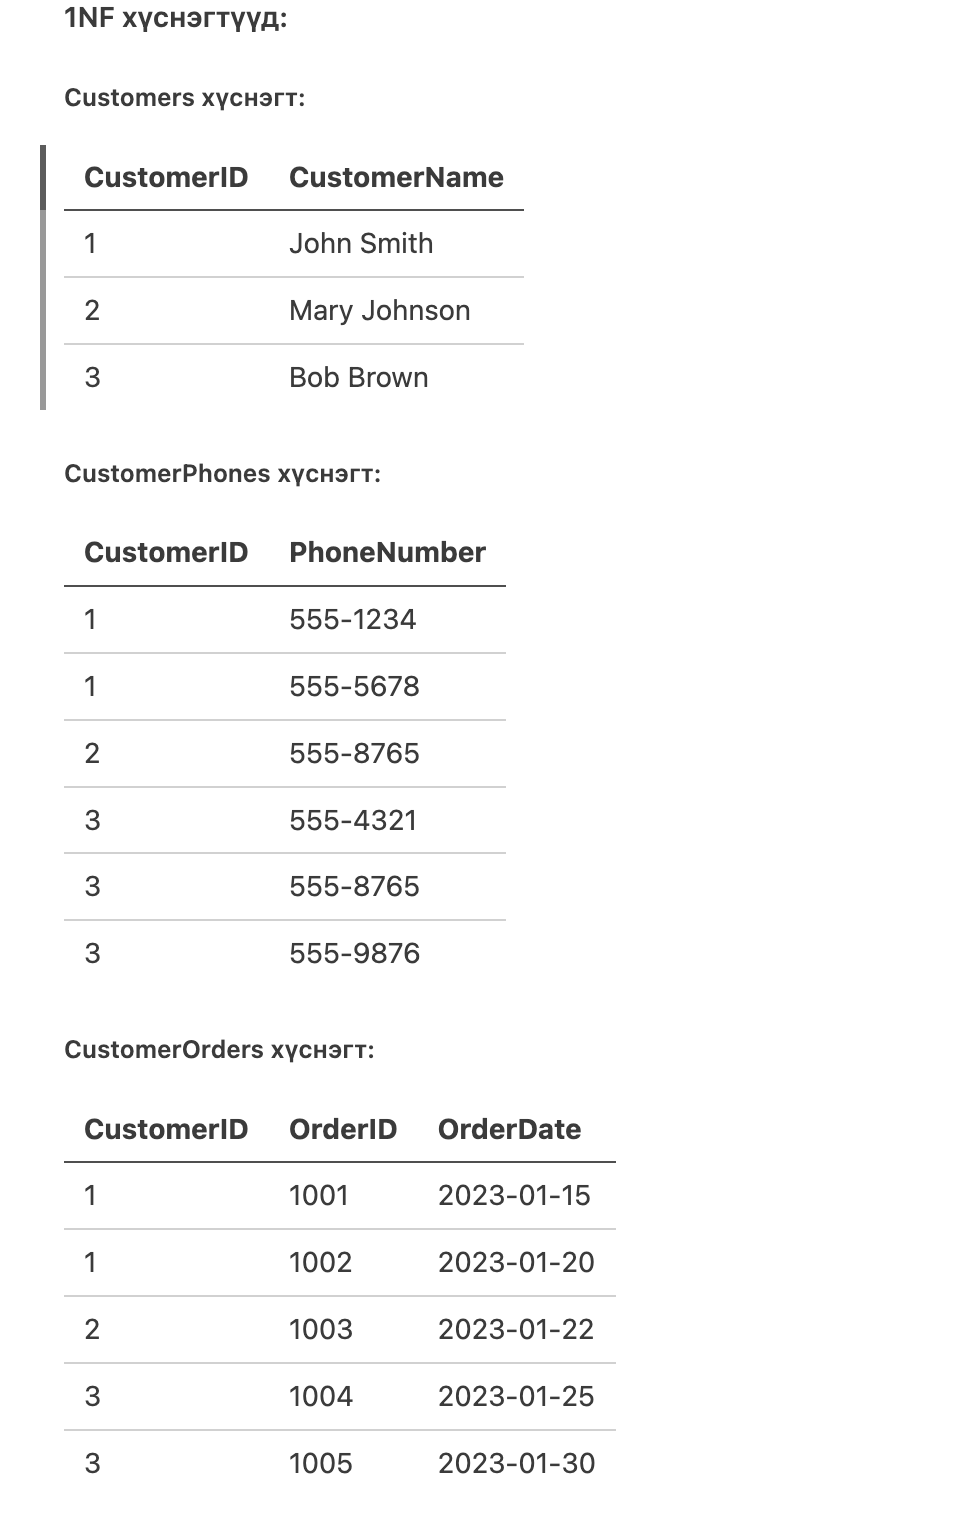 1NF хүснэгтүүд:
Customers хүснэгт:
CustomerID CustomerName
1 John Smith
2 Mary Johnson
3 Bob Brown
CustomerPhones хүснэгт:
CustomerID PhoneNumber
1 555-1234
1 555-5678
2 555-8765
3 555-4321
3 555-8765
3 555-9876
CustomerOrders хүснэгт:
CustomerID OrderID OrderDate
1 1001 2023-01-15
1 1002 2023-01-20
2 1003 2023-01-22
3 1004 2023-01-25
3 1005 2023-01-30